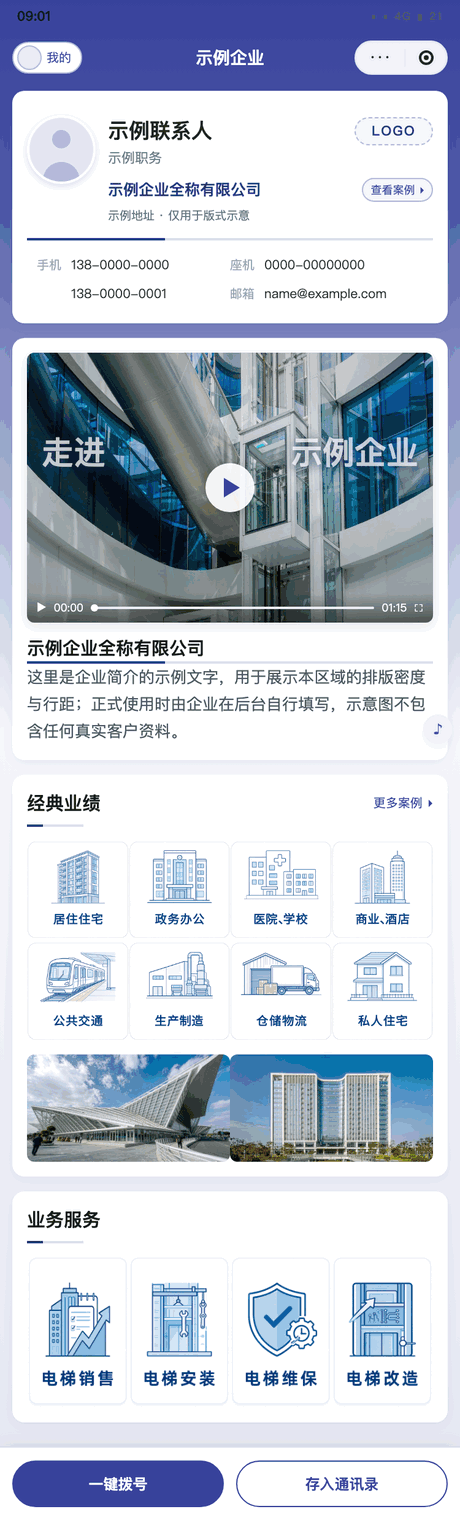 09:01
4G 21
我的
示例企业
示例联系人
LOGO
示例职务
示例企业全称有限公司
查看案例
示例地址 · 仅用于版式示意
手机 138-0000-0000 座机 0000-00000000
138-0000-0001 邮箱 name@example.com
走进 示例企业
00:00 01:15
示例企业全称有限公司
这里是企业简介的示例文字，用于展示本区域的排版密度
与行距；正式使用时由企业在后台自行填写，示意图不包
含任何真实客户资料。
经典业绩 更多案例
居住住宅 政务办公 医院、学校 商业、酒店
公共交通 生产制造 仓储物流 私人住宅
业务服务
电梯销售 电梯安装 电梯维保 电梯改造
一键拨号 存入通讯录